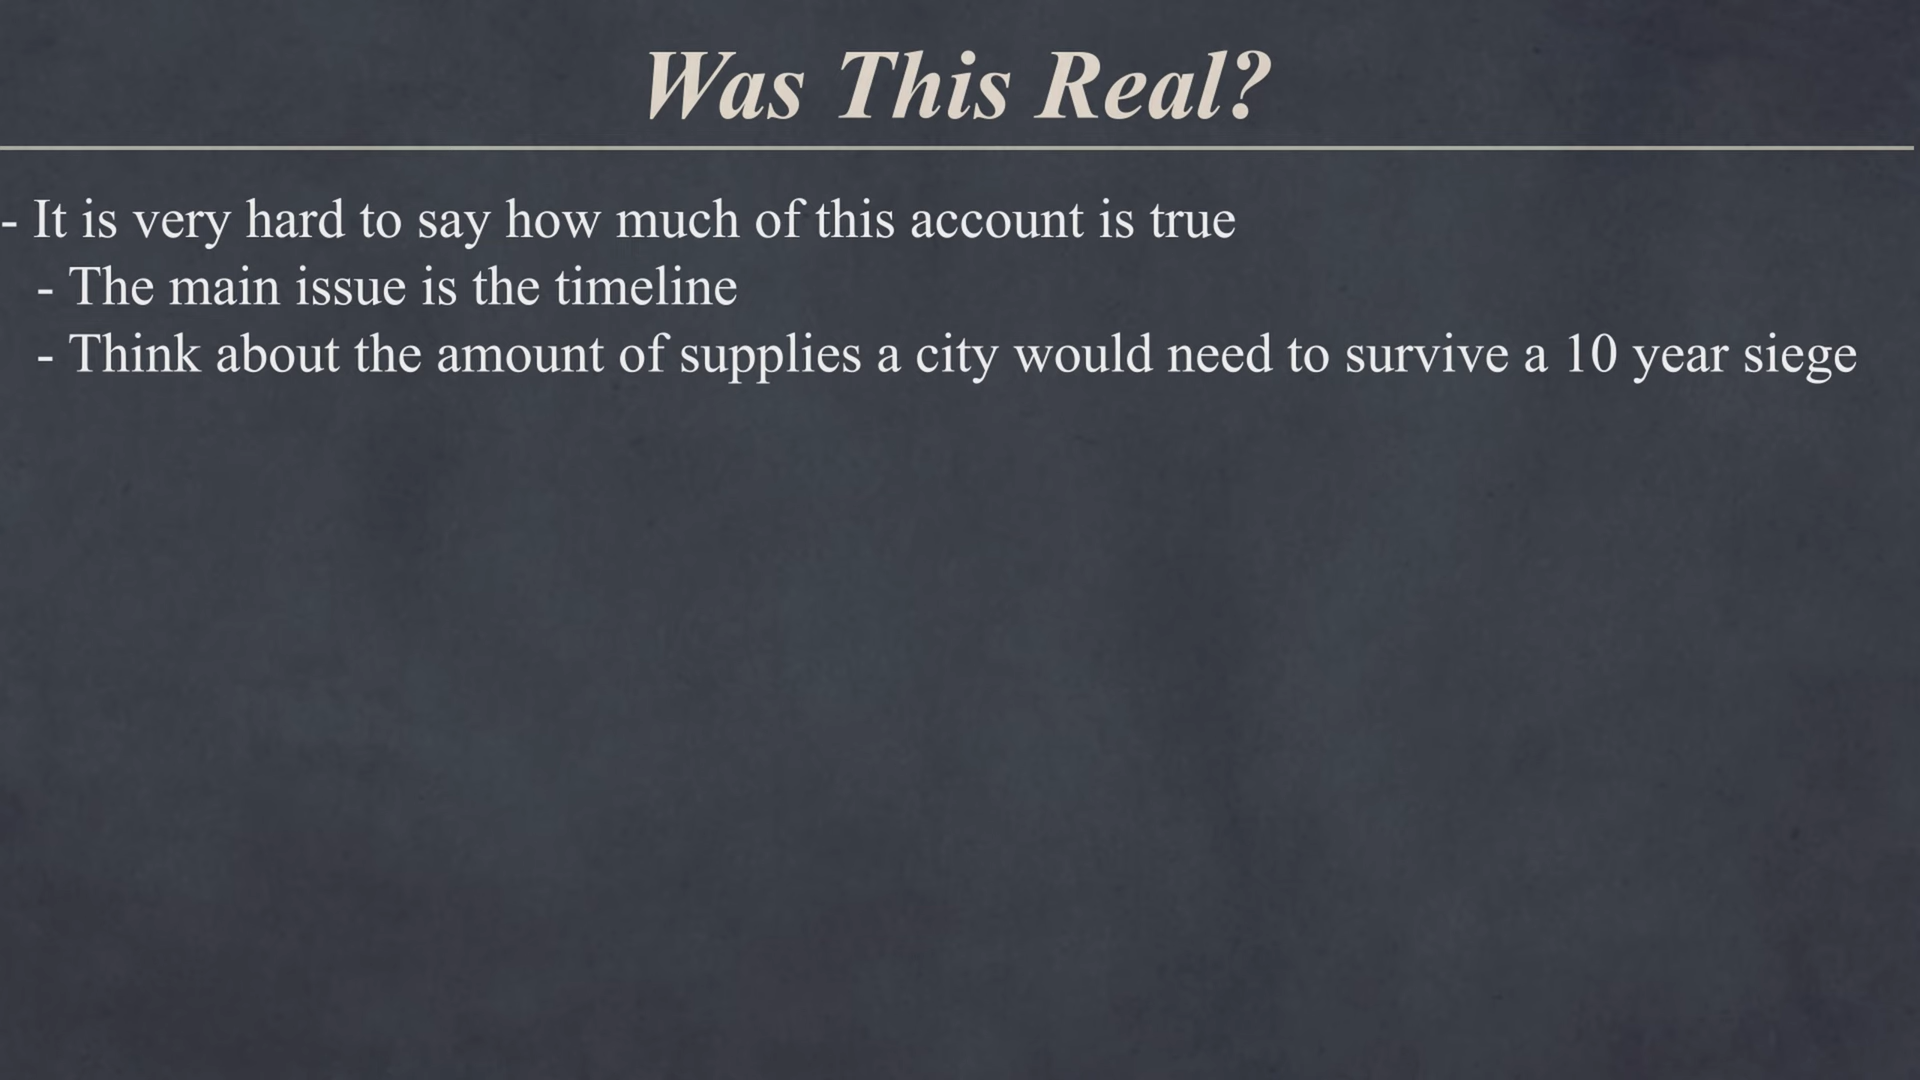 Was This Real?
- It is very hard to say how much of this account is true
- The main issue is the timeline
- Think about the amount of supplies a city would need to survive a 10 year siege